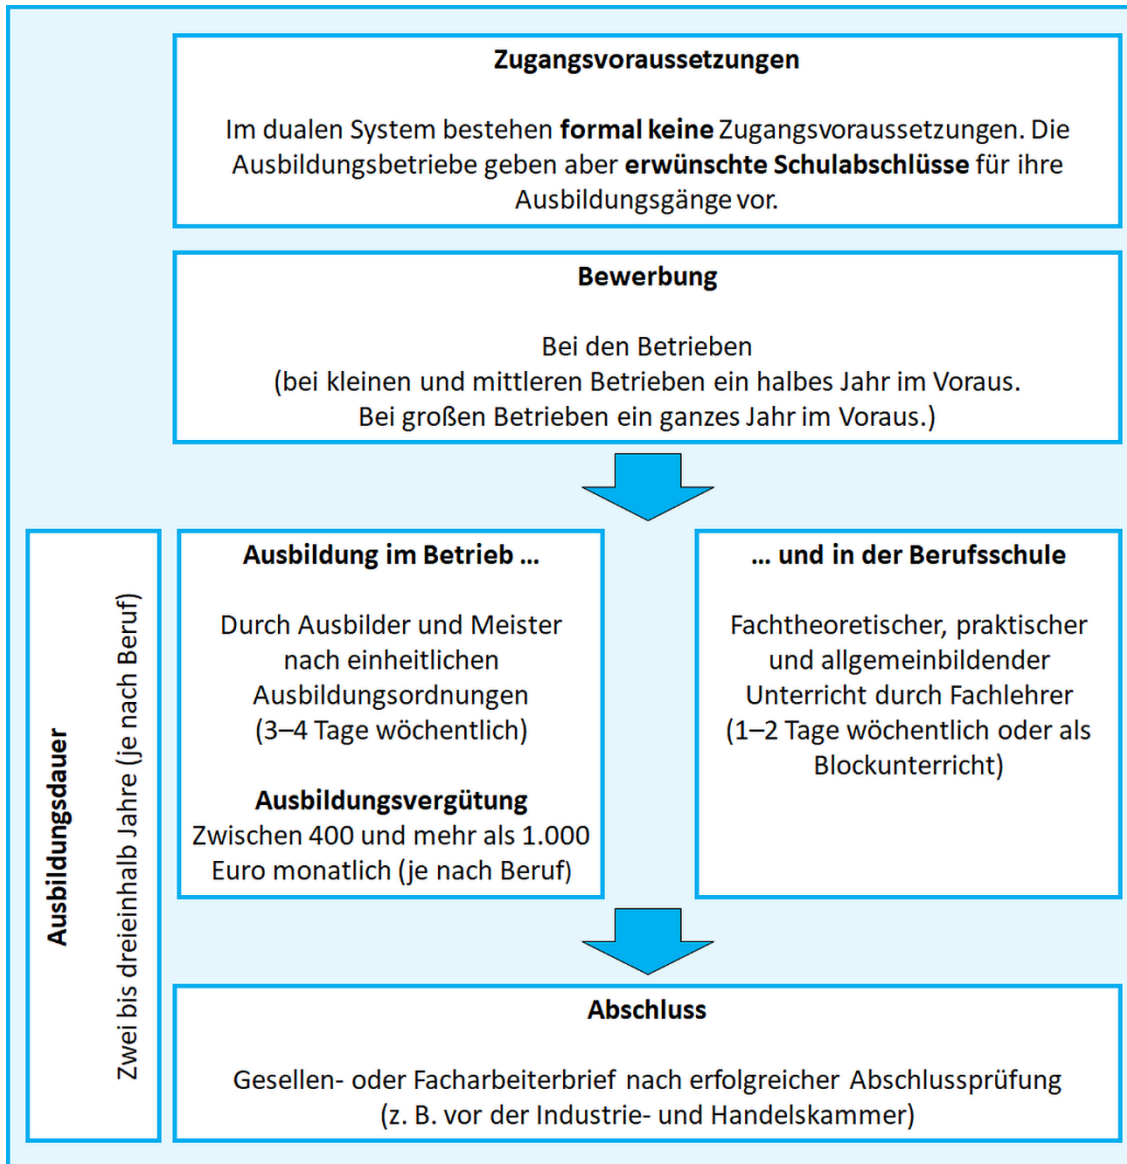 Zugangsvoraussetzungen
Im dualen System bestehen formal keine Zugangsvoraussetzungen. Die
Ausbildungsbetriebe geben aber erwünschte Schulabschlüsse für ihre
Ausbildungsgänge vor.
Bewerbung
Bei den Betrieben
(bei kleinen und mittleren Betrieben ein halbes Jahr im Voraus.
Bei großen Betrieben ein ganzes Jahr im Voraus.)
Ausbildungsdauer
Zwei bis dreieinhalb Jahre (je nach Beruf)
Ausbildung im Betrieb ...
Durch Ausbilder und Meister
nach einheitlichen
Ausbildungsordnungen
(3–4 Tage wöchentlich)
Ausbildungsvergütung
Zwischen 400 und mehr als 1.000
Euro monatlich (je nach Beruf)
... und in der Berufsschule
Fachtheoretischer, praktischer
und allgemeinbildender
Unterricht durch Fachlehrer
(1–2 Tage wöchentlich oder als
Blockunterricht)
Abschluss
Gesellen- oder Facharbeiterbrief nach erfolgreicher Abschlussprüfung
(z. B. vor der Industrie- und Handelskammer)